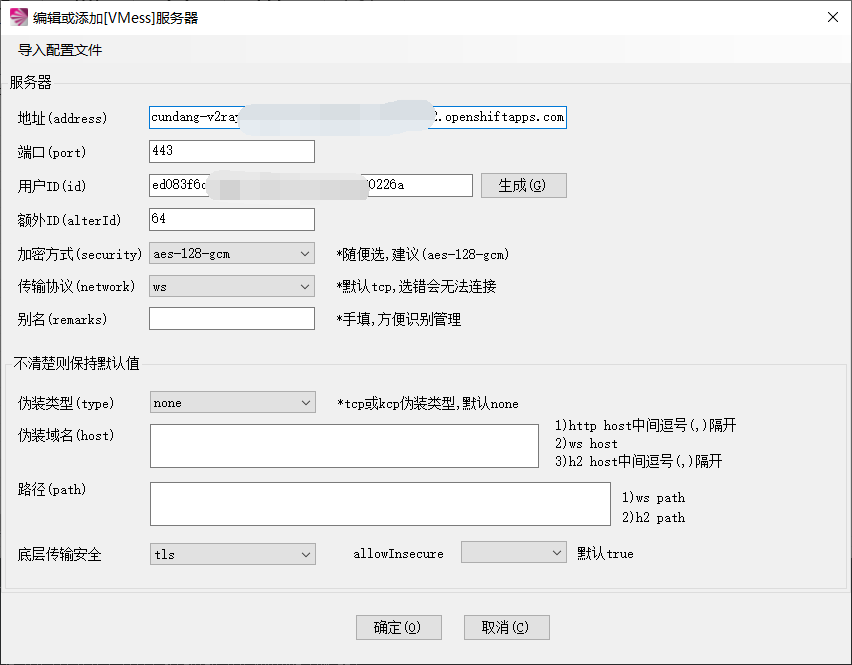 编辑或添加[VMess]服务器
导入配置文件
服务器
地址(address) cundang-v2ray 2.openshiftapps.com
端口(port) 443
用户ID(id) ed083f6c 0226a 生成(G)
额外ID(alterId) 64
加密方式(security) aes-128-gcm *随便选,建议(aes-128-gcm)
传输协议(network) ws *默认tcp,选错会无法连接
别名(remarks) *手填,方便识别管理
不清楚则保持默认值
伪装类型(type) none *tcp或kcp伪装类型,默认none
伪装域名(host) 1)http host中间逗号(,)隔开
2)ws host
3)h2 host中间逗号(,)隔开
路径(path) 1)ws path
2)h2 path
底层传输安全 tls allowInsecure 默认true
确定(O) 取消(C)